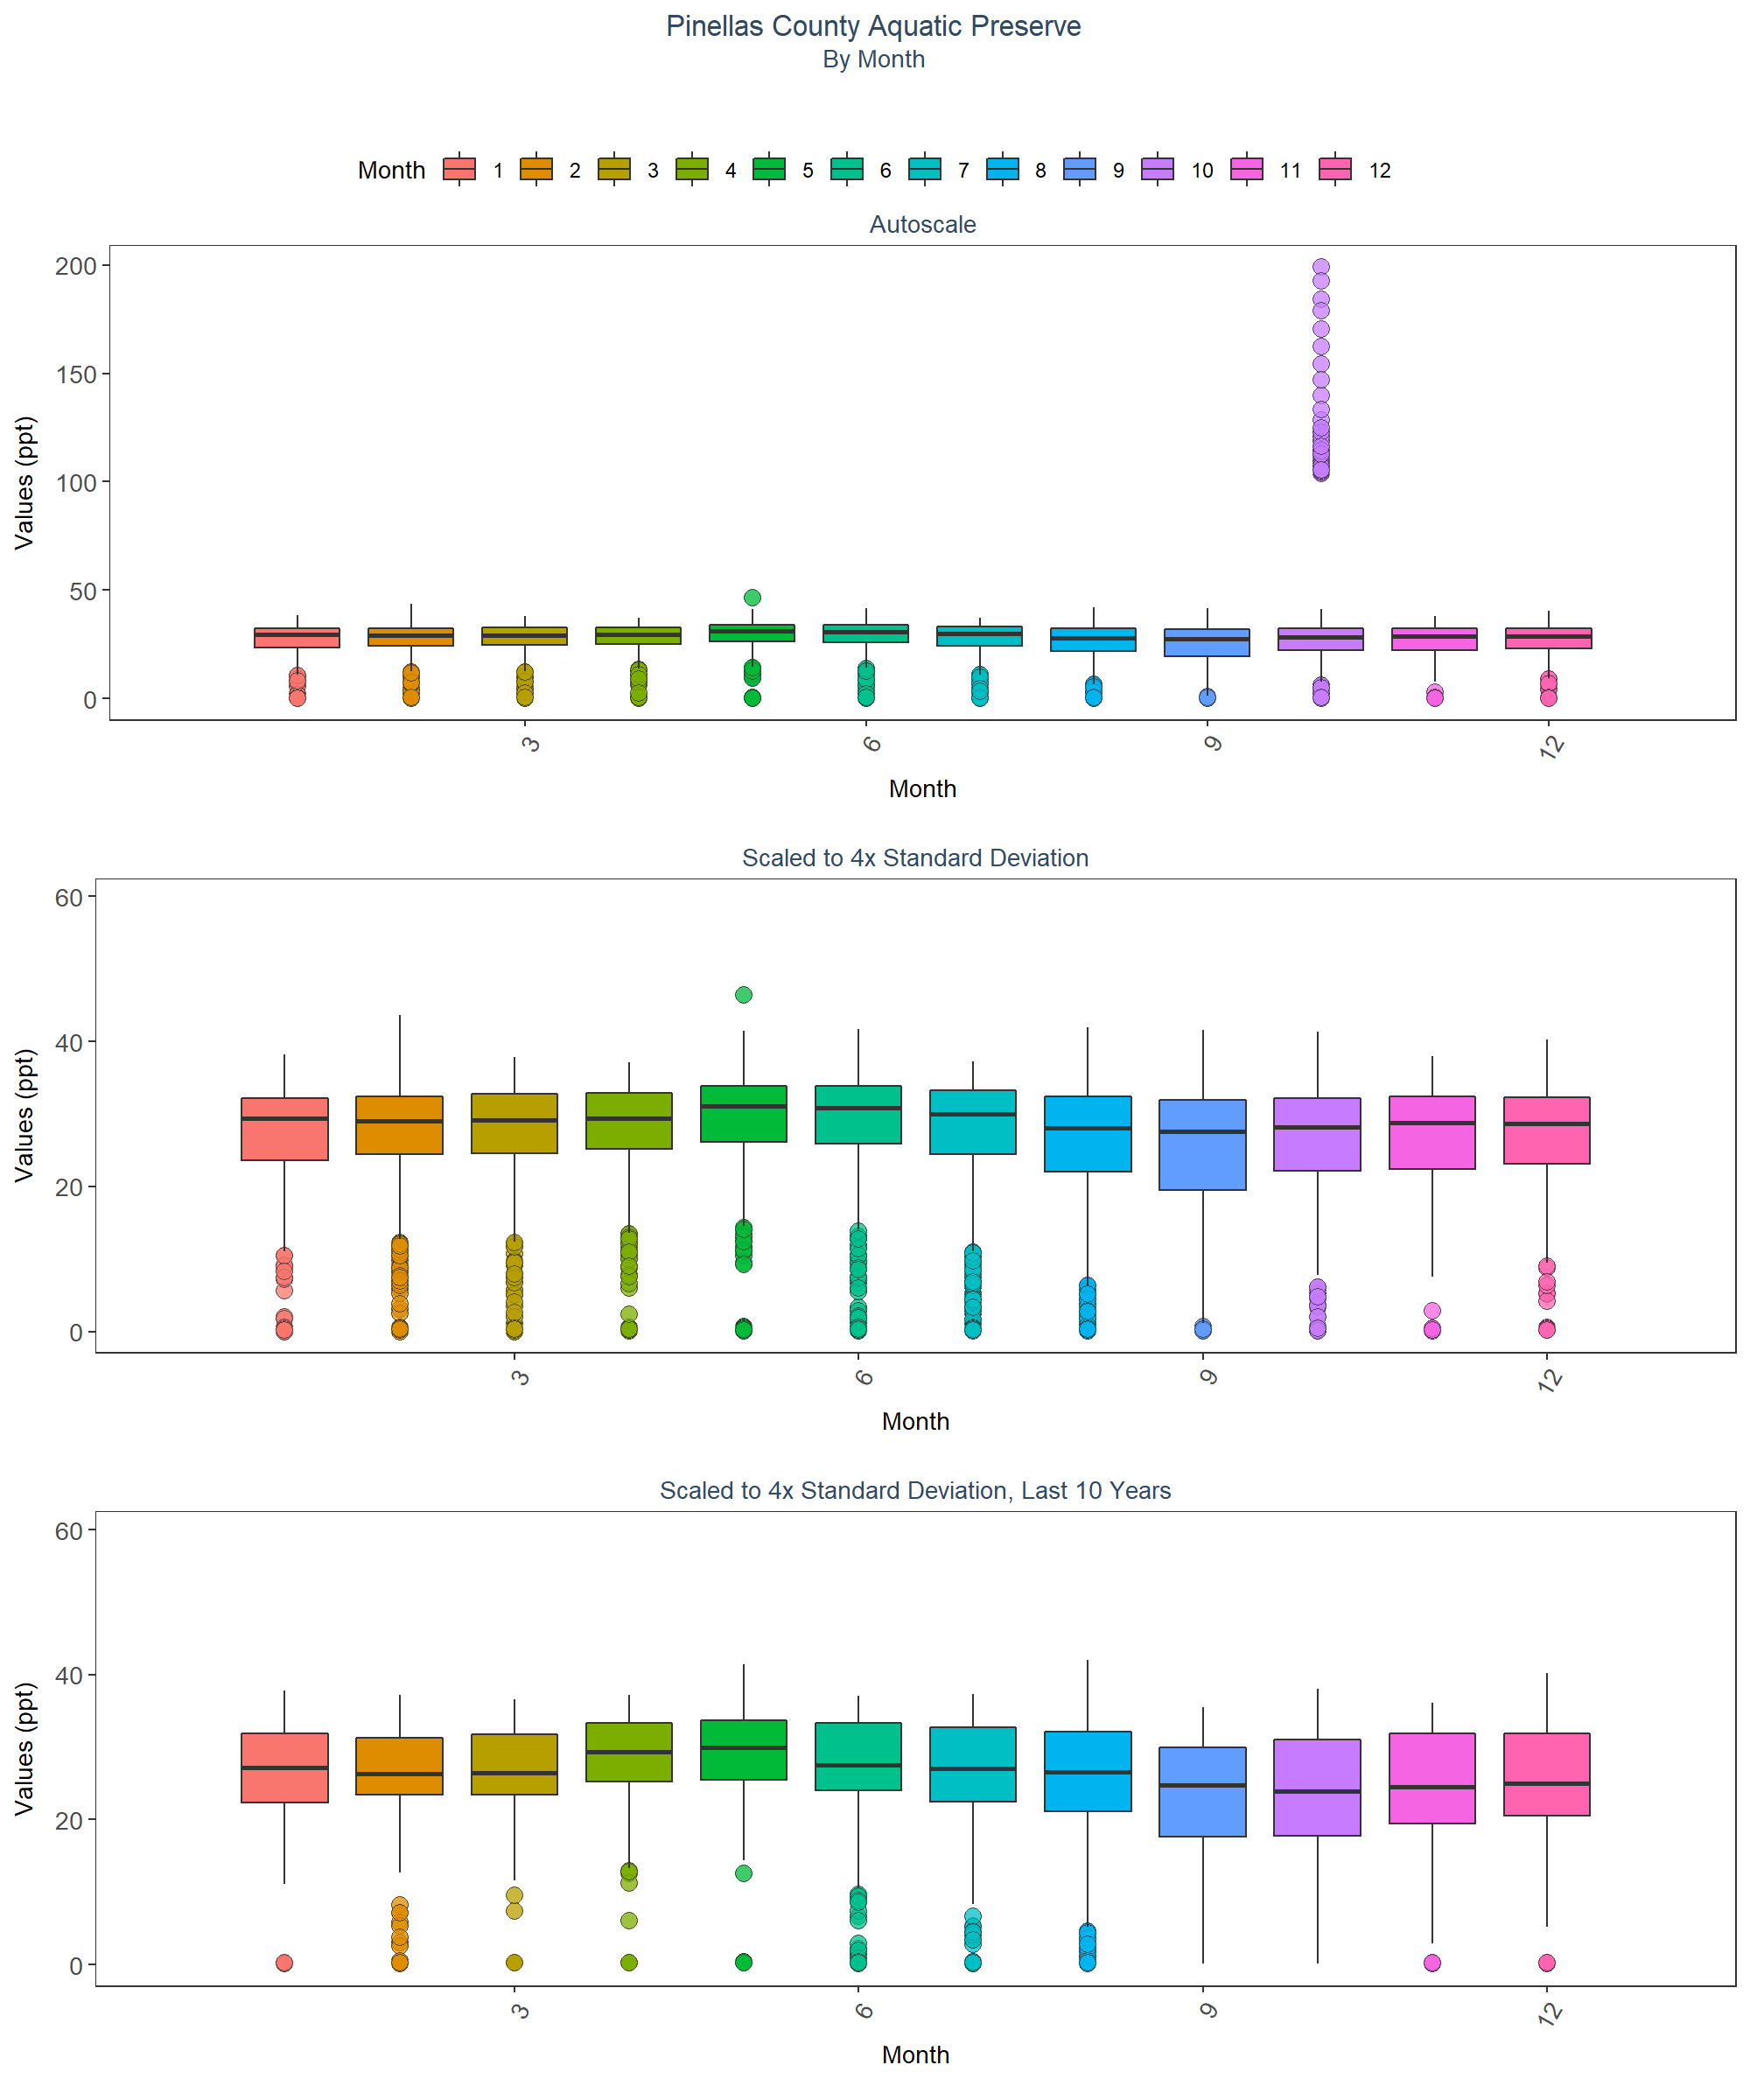 Pinellas County Aquatic Preserve
By Month
Month 1 2 3 4 5 6 7 8 9 10 11 12
Autoscale
200
150
100
50
0
Values (ppt)
3 6 9 12
Month
Scaled to 4x Standard Deviation
60
40
20
0
Values (ppt)
3 6 9 12
Month
Scaled to 4x Standard Deviation, Last 10 Years
60
40
20
0
Values (ppt)
3 6 9 12
Month